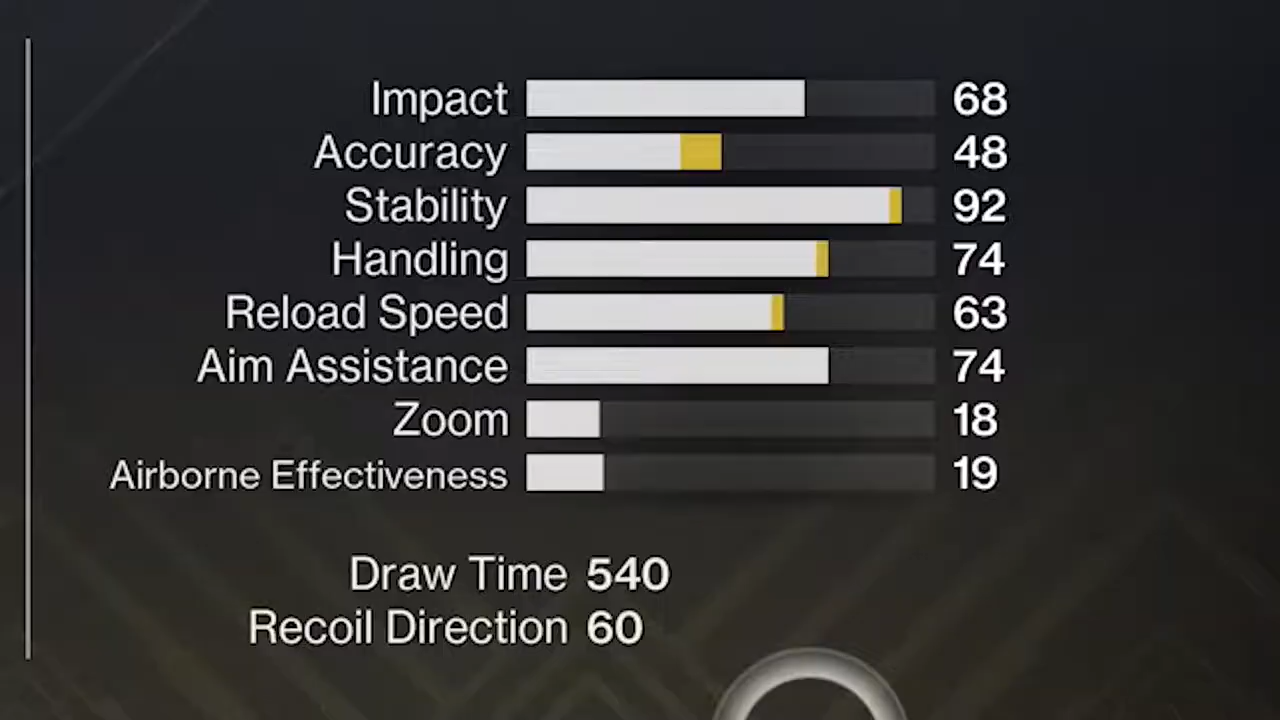 Impact 68
Accuracy 48
Stability 92
Handling 74
Reload Speed 63
Aim Assistance 74
Zoom 18
Airborne Effectiveness 19
Draw Time 540
Recoil Direction 60